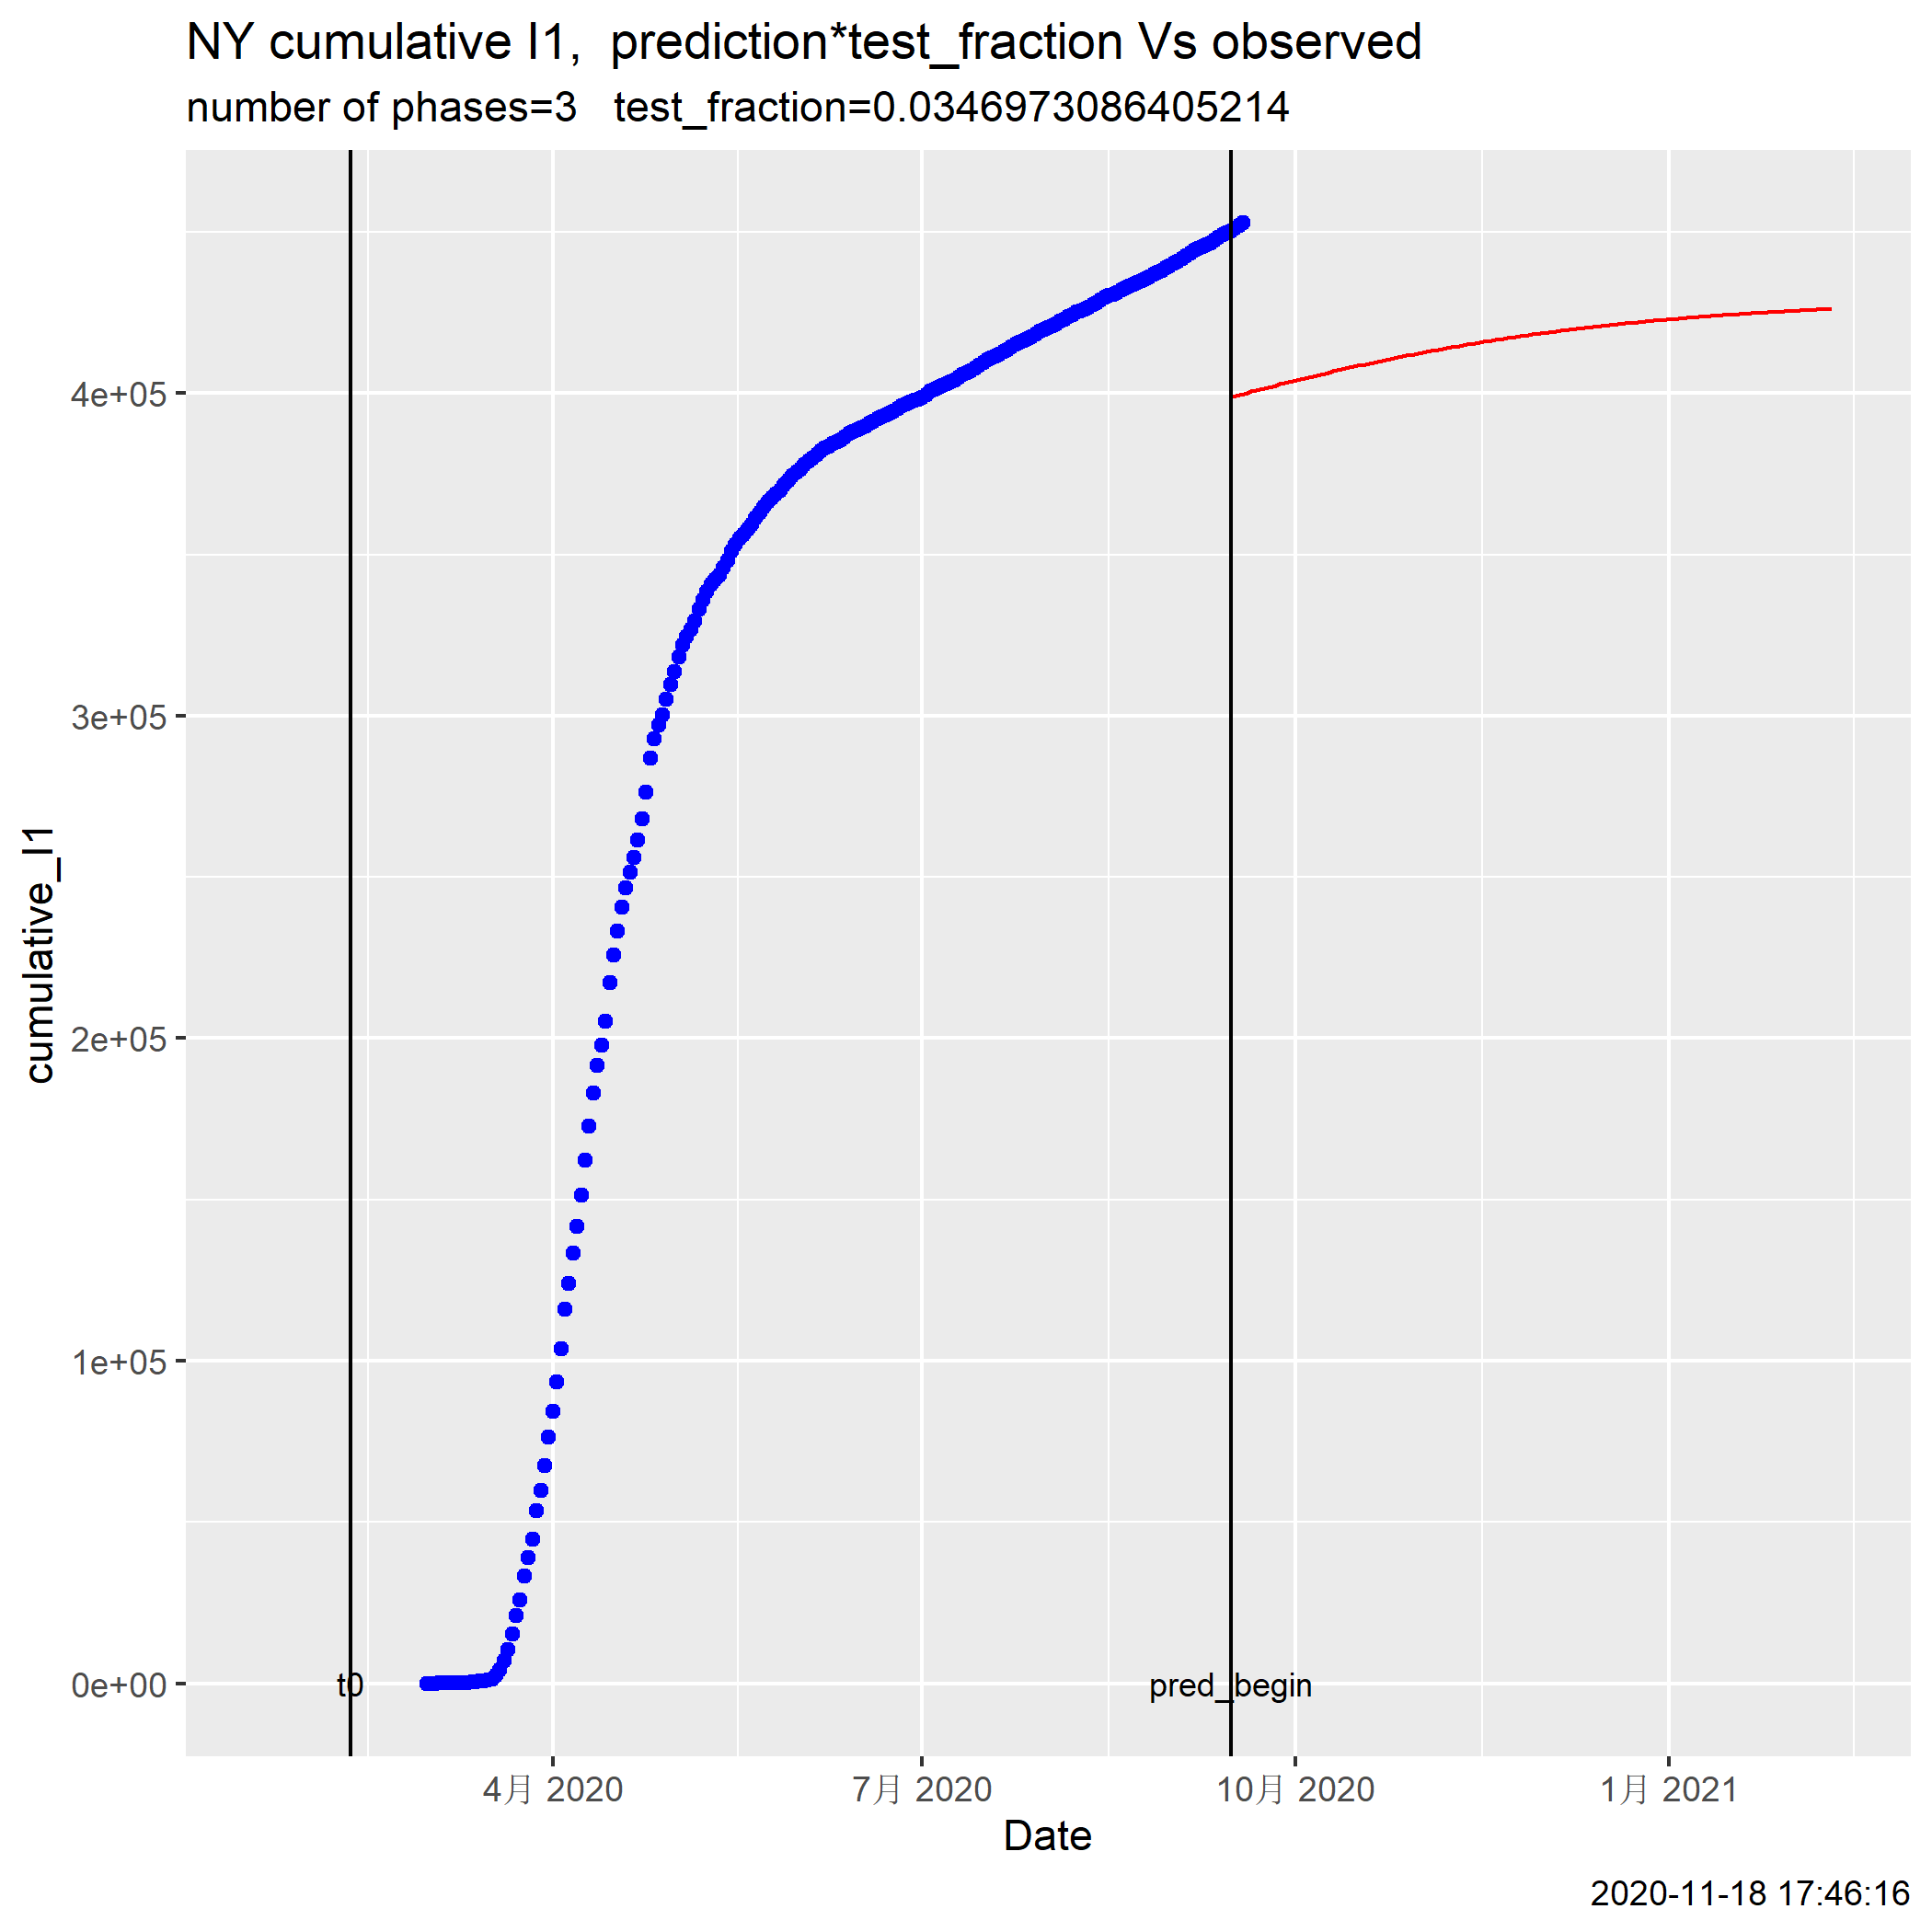 NY cumulative I1,  prediction*test_fraction Vs observed
number of phases=3   test_fraction=0.0346973086405214
cumulative_I1
4e+05
3e+05
2e+05
1e+05
0e+00
t0
pred_begin
4月 2020
7月 2020
10月 2020
1月 2021
Date
2020-11-18 17:46:16